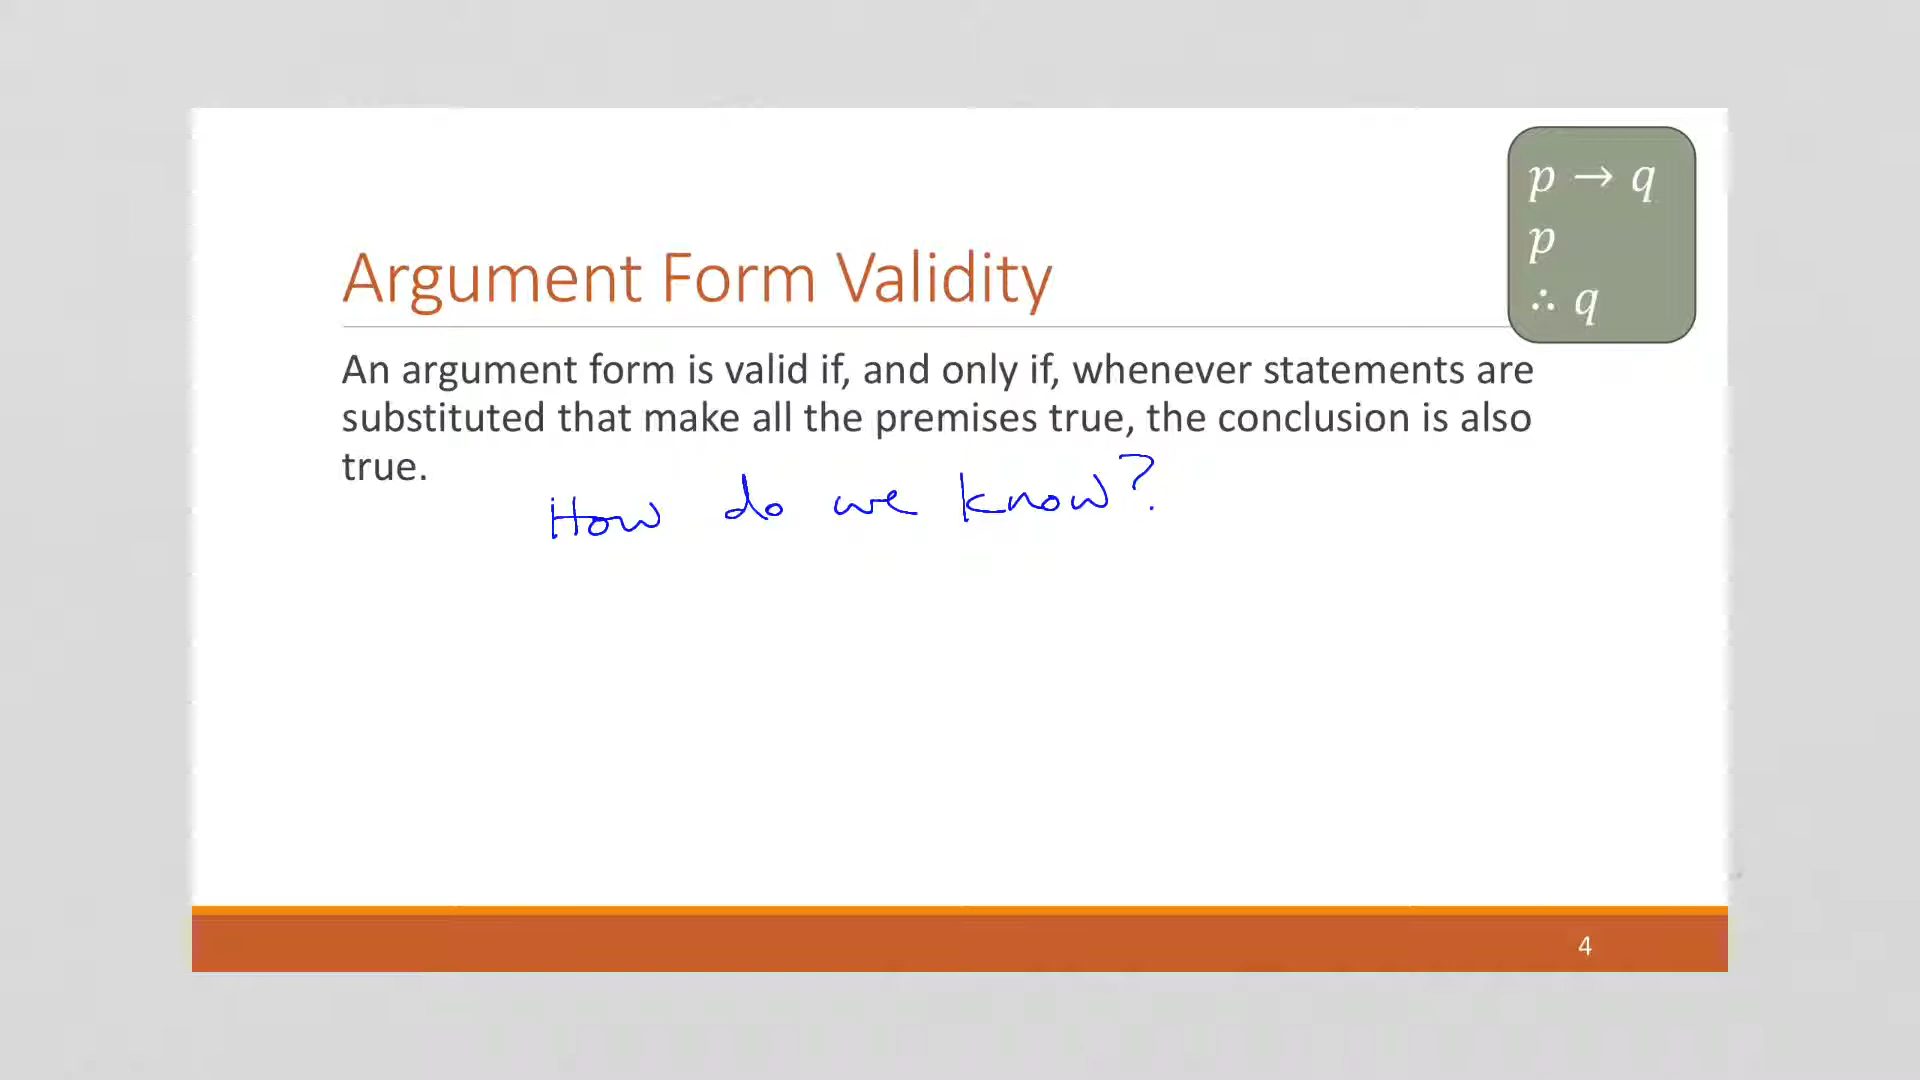 p → q
p
∴ q
Argument Form Validity
An argument form is valid if, and only if, whenever statements are
substituted that make all the premises true, the conclusion is also
true.
How do we know?
4